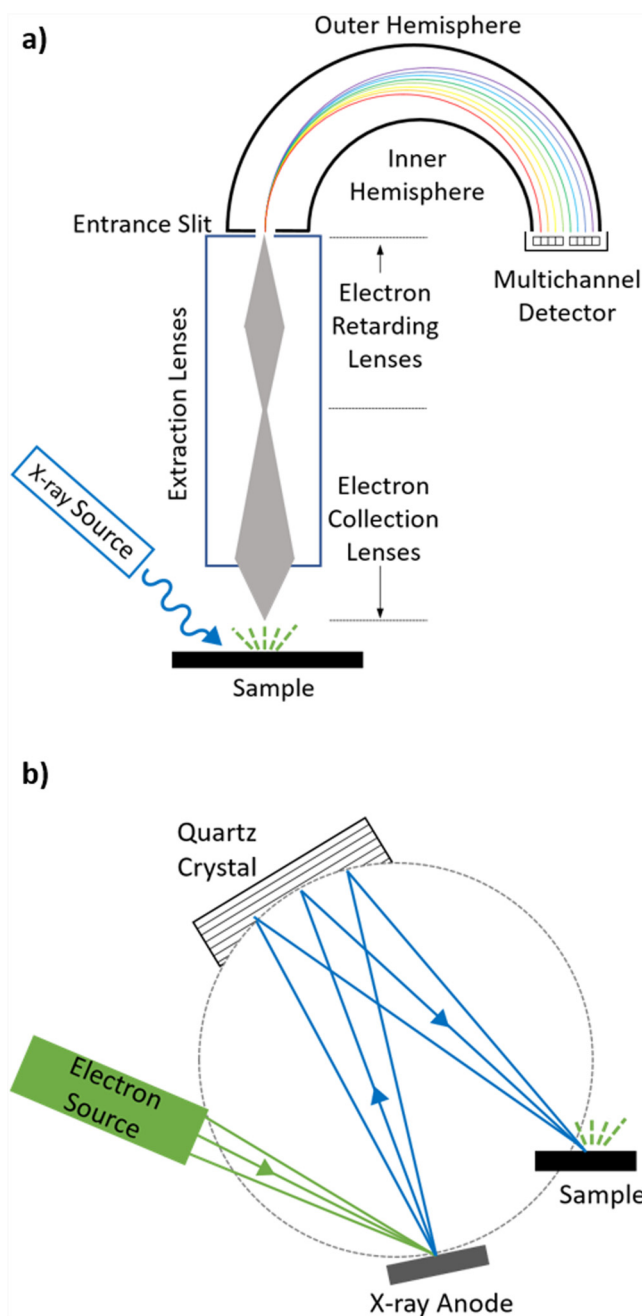 a)
Outer Hemisphere
Inner
Hemisphere
Entrance Slit
Multichannel
Detector
Electron
Retarding
Lenses
Extraction Lenses
X-ray Source
Electron
Collection
Lenses
Sample
b)
Quartz
Crystal
Electron
Source
Sample
X-ray Anode